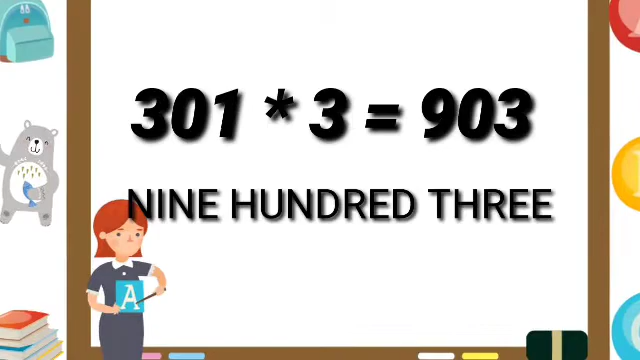 301 * 3 = 903
NINE HUNDRED THREE
A